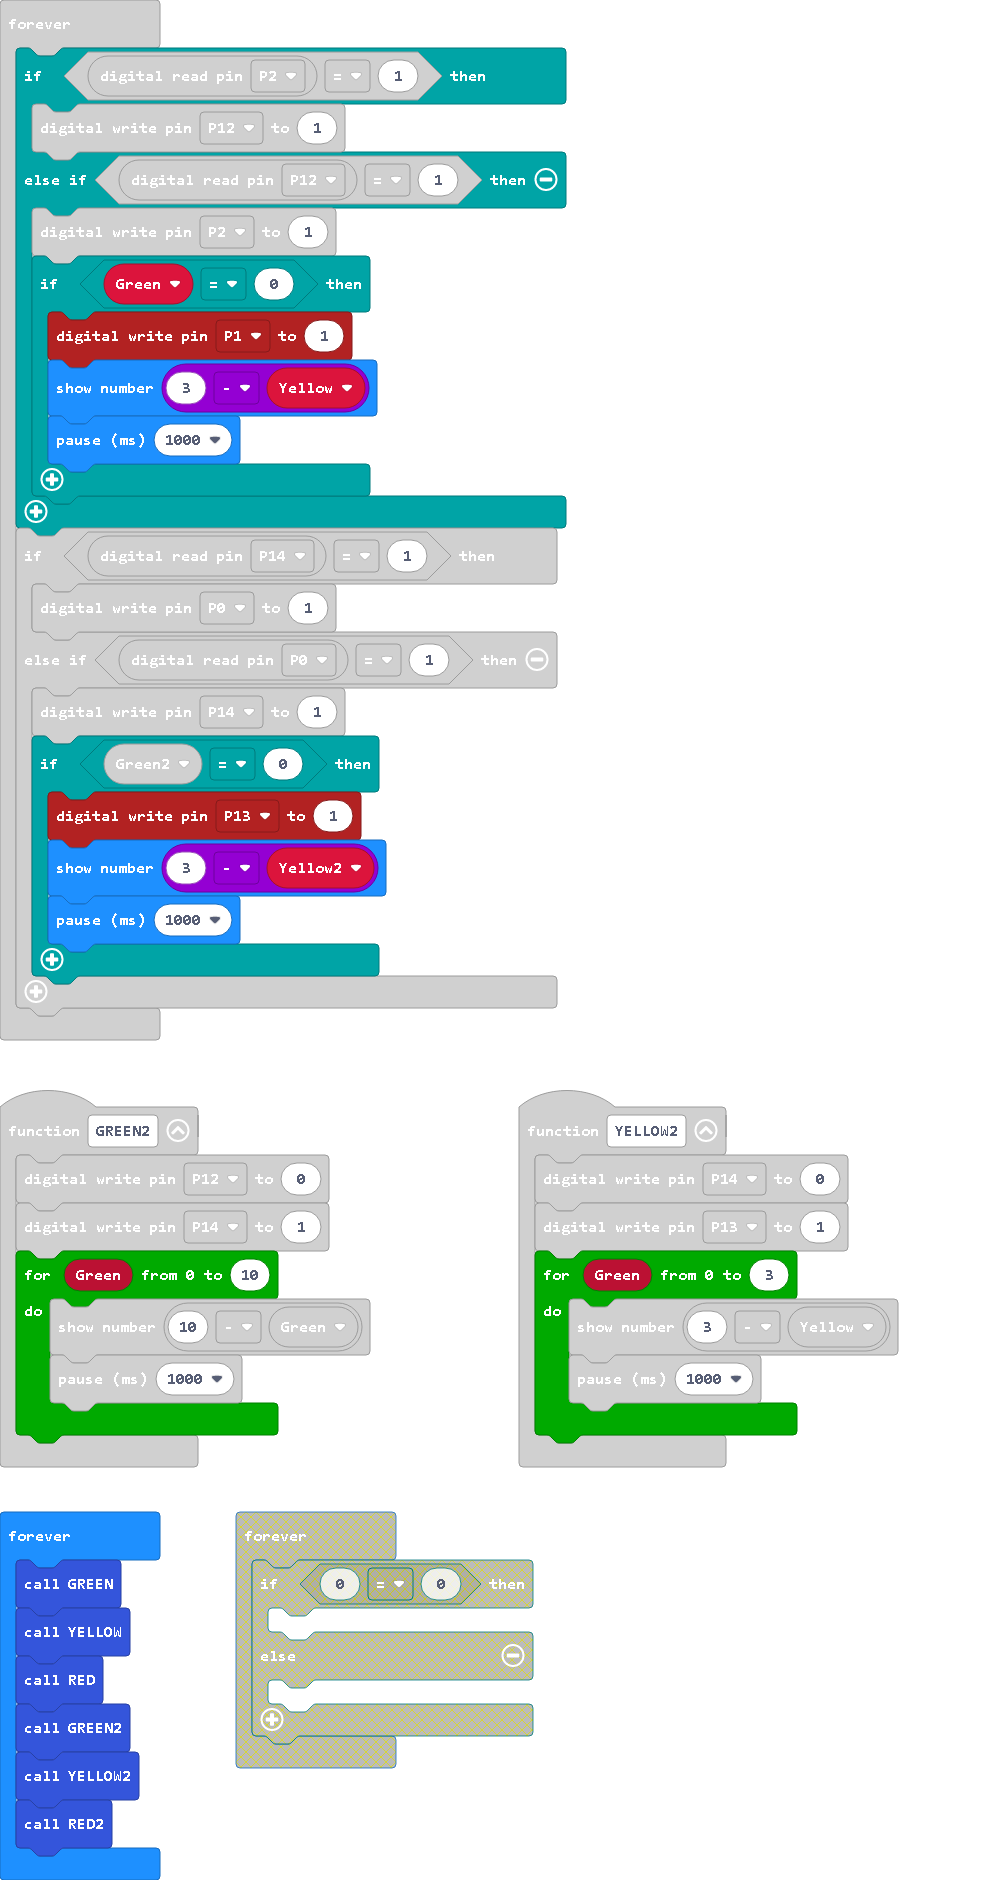 forever
if digital read pin P2 = 1 then
digital write pin P12 to 1
else if digital read pin P12 = 1 then
digital write pin P2 to 1
if Green = 0 then
digital write pin P1 to 1
show number 3 - Yellow
pause (ms) 1000
if digital read pin P14 = 1 then
digital write pin P0 to 1
else if digital read pin P0 = 1 then
digital write pin P14 to 1
if Green2 = 0 then
digital write pin P13 to 1
show number 3 - Yellow2
pause (ms) 1000
function GREEN2
digital write pin P12 to 0
digital write pin P14 to 1
for Green from 0 to 10
do
show number 10 - Green
pause (ms) 1000
function YELLOW2
digital write pin P14 to 0
digital write pin P13 to 1
for Green from 0 to 3
do
show number 3 - Yellow
pause (ms) 1000
forever
call GREEN
call YELLOW
call RED
call GREEN2
call YELLOW2
call RED2
forever
if 0 = 0 then
else